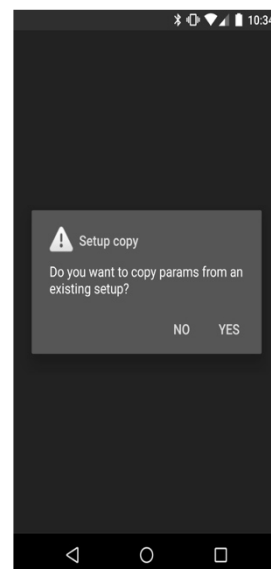 10:34
Setup copy
Do you want to copy params from an
existing setup?
NO YES